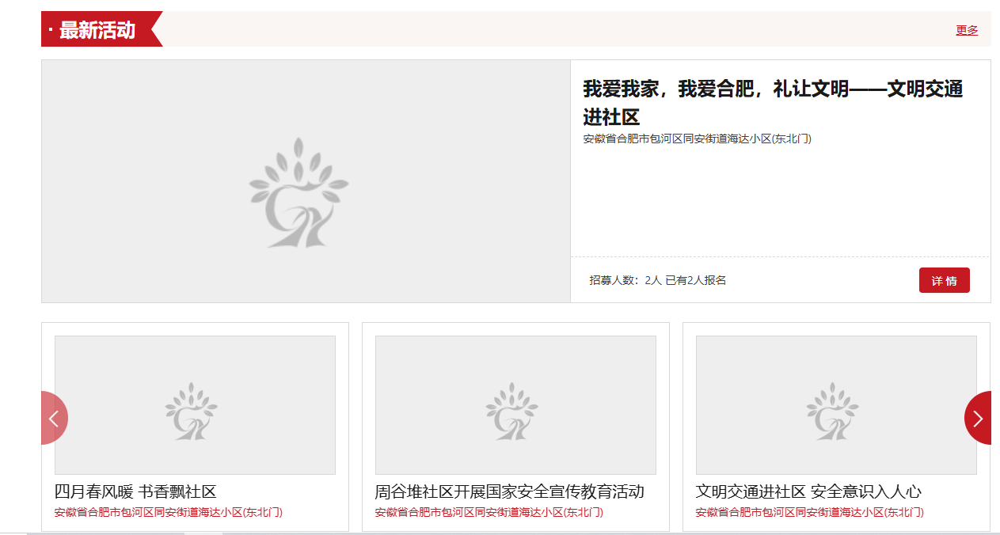 · 最新活动
更多
我爱我家，我爱合肥，礼让文明——文明交通
进社区
安徽省合肥市包河区同安街道海达小区(东北门)
招募人数：2人 已有2人报名
详 情
四月春风暖 书香飘社区
安徽省合肥市包河区同安街道海达小区(东北门)
周谷堆社区开展国家安全宣传教育活动
安徽省合肥市包河区同安街道海达小区(东北门)
文明交通进社区 安全意识入人心
安徽省合肥市包河区同安街道海达小区(东北门)